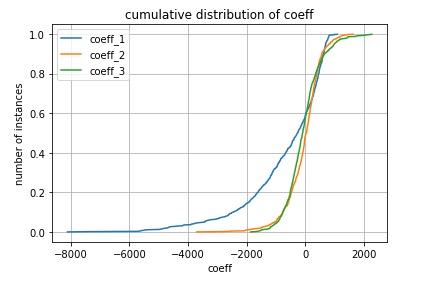 cumulative distribution of coeff
coeff_1
coeff_2
coeff_3
number of instances
1.0
0.8
0.6
0.4
0.2
0.0
−8000 −6000 −4000 −2000 0 2000
coeff